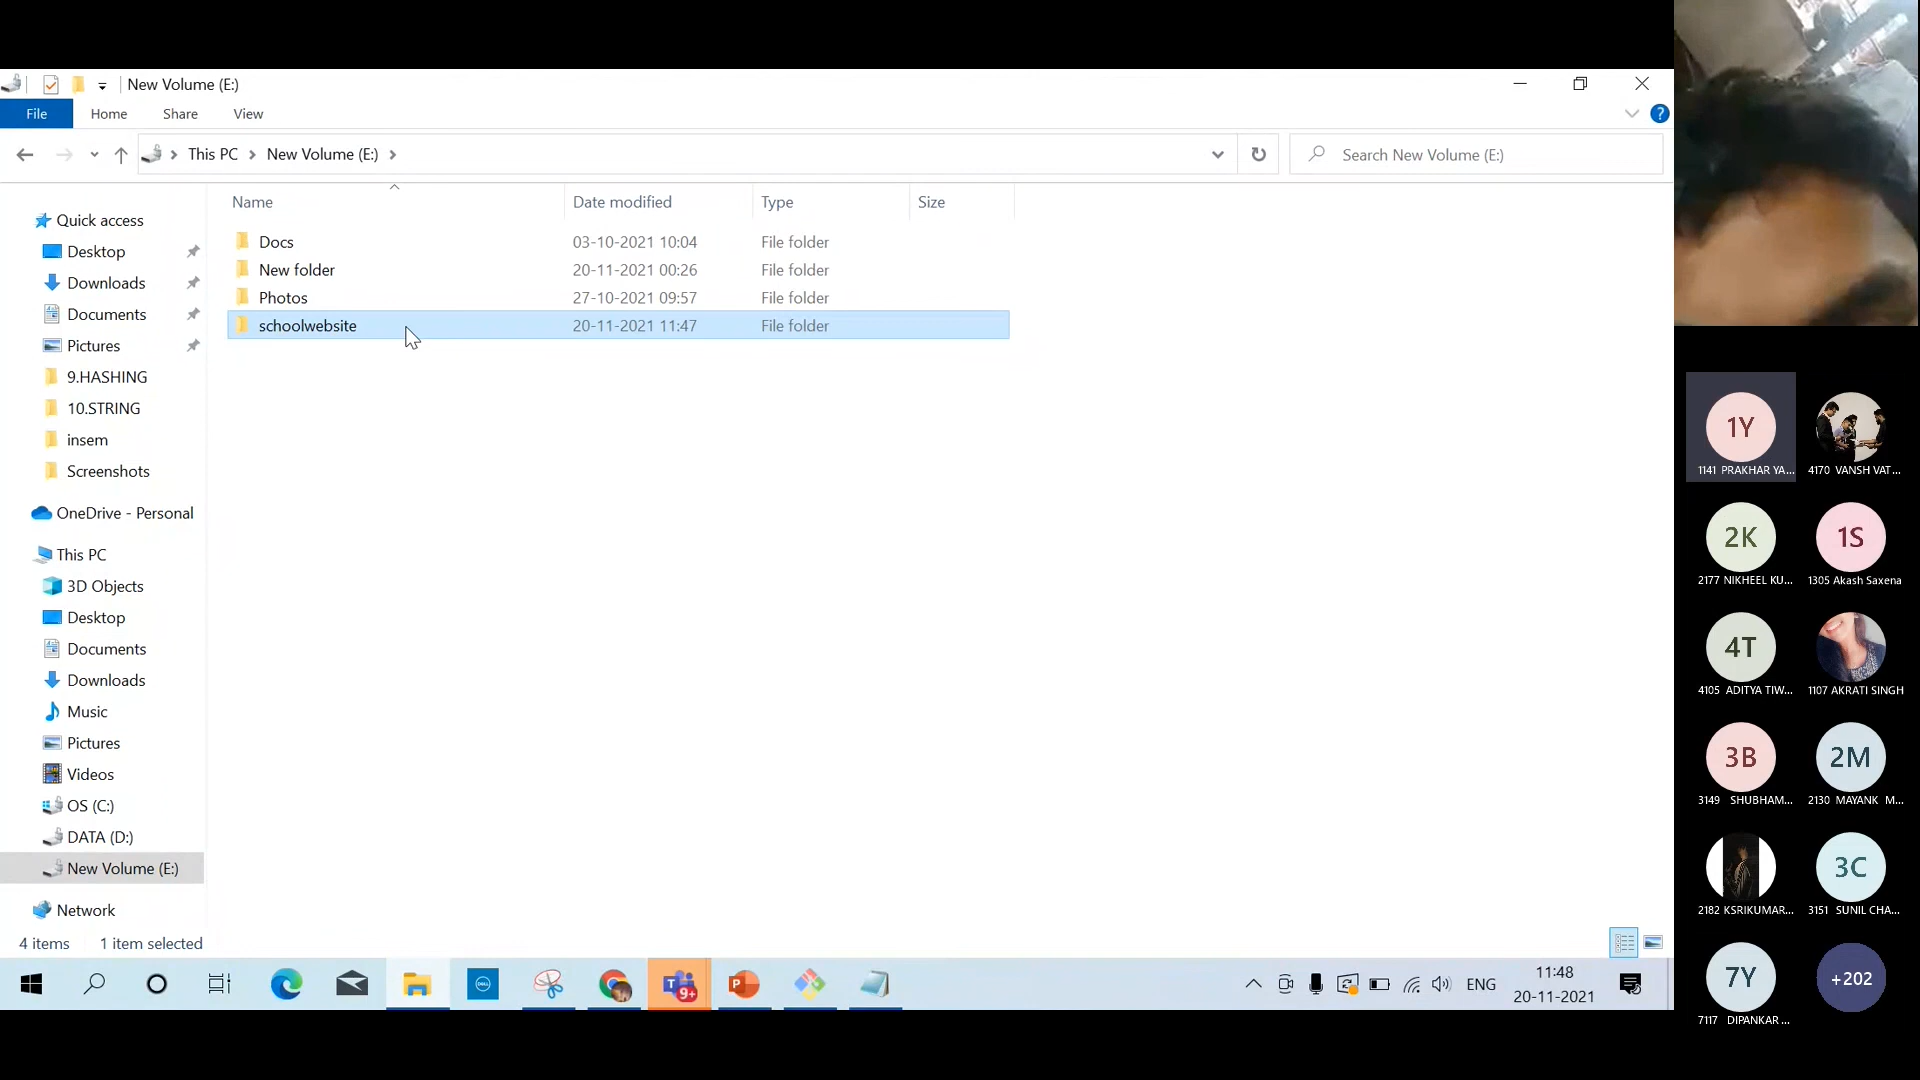 New Volume (E:)
File Home Share View
This PC New Volume (E:)
Search New Volume (E:)
Name Date modified Type Size
Docs 03-10-2021 10:04 File folder
New folder 20-11-2021 00:26 File folder
Photos 27-10-2021 09:57 File folder
schoolwebsite 20-11-2021 11:47 File folder
Quick access
Desktop
Downloads
Documents
Pictures
9.HASHING
10.STRING
insem
Screenshots
OneDrive - Personal
This PC
3D Objects
Desktop
Documents
Downloads
Music
Pictures
Videos
OS (C:)
DATA (D:)
New Volume (E:)
Network
4 items 1 item selected
DELL
T 9+
P
ENG
11:48
20-11-2021
1Y
1141 PRAKHAR YA...
4170 VANSH VAT...
2K 1S
2177 NIKHEEL KU... 1305 Akash Saxena
4T
4105 ADITYA TIW... 1107 AKRATI SINGH
3B 2M
3149 SHUBHAM... 2130 MAYANK M...
3C
2182 KSRIKUMAR... 3151 SUNIL CHA...
7Y +202
7117 DIPANKAR ...